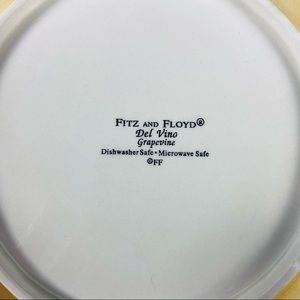 FITZ AND FLOYD®
Del Vino
Grapevine
Dishwasher Safe • Microwave Safe
©FF